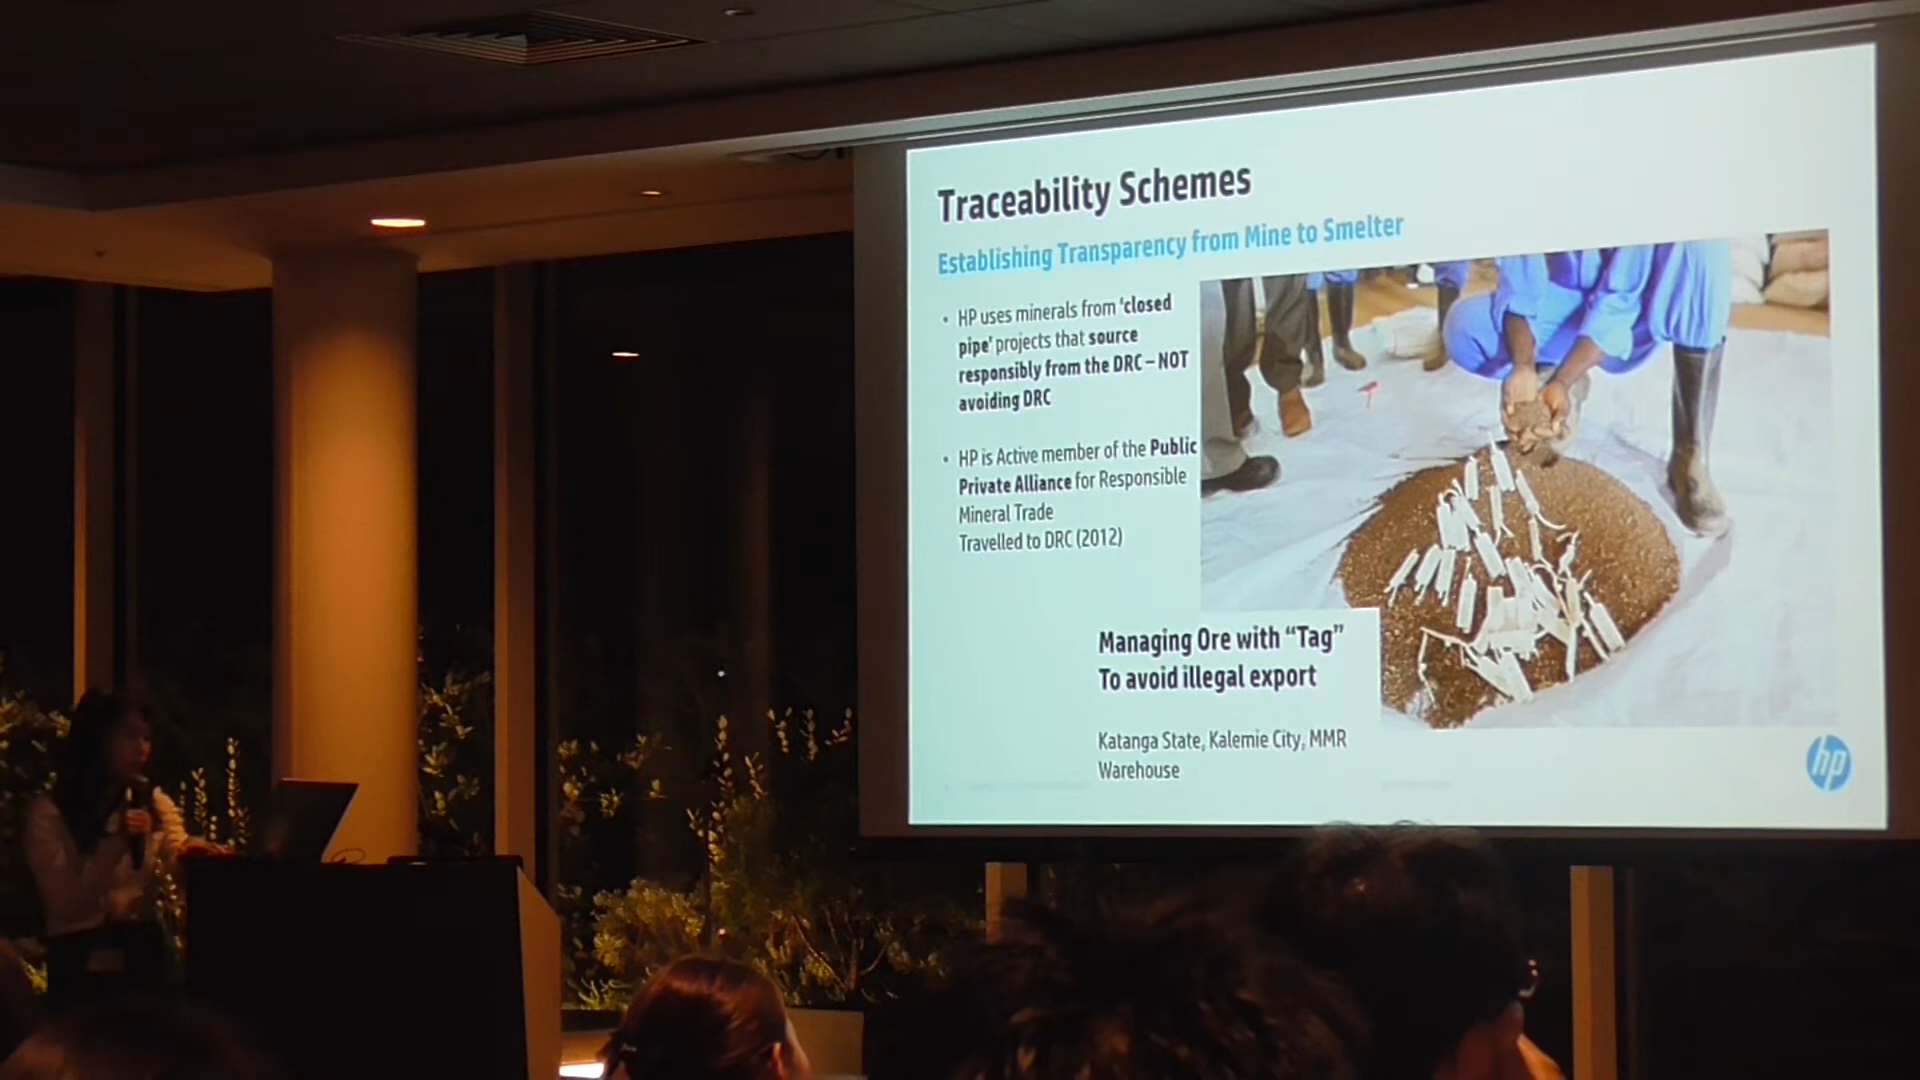 Traceability Schemes
Establishing Transparency from Mine to Smelter
• HP uses minerals from ‘closed
pipe’ projects that source
responsibly from the DRC – NOT
avoiding DRC
• HP is Active member of the Public
Private Alliance for Responsible
Mineral Trade
Travelled to DRC (2012)
Managing Ore with “Tag”
To avoid illegal export
Katanga State, Kalemie City, MMR
Warehouse
hp